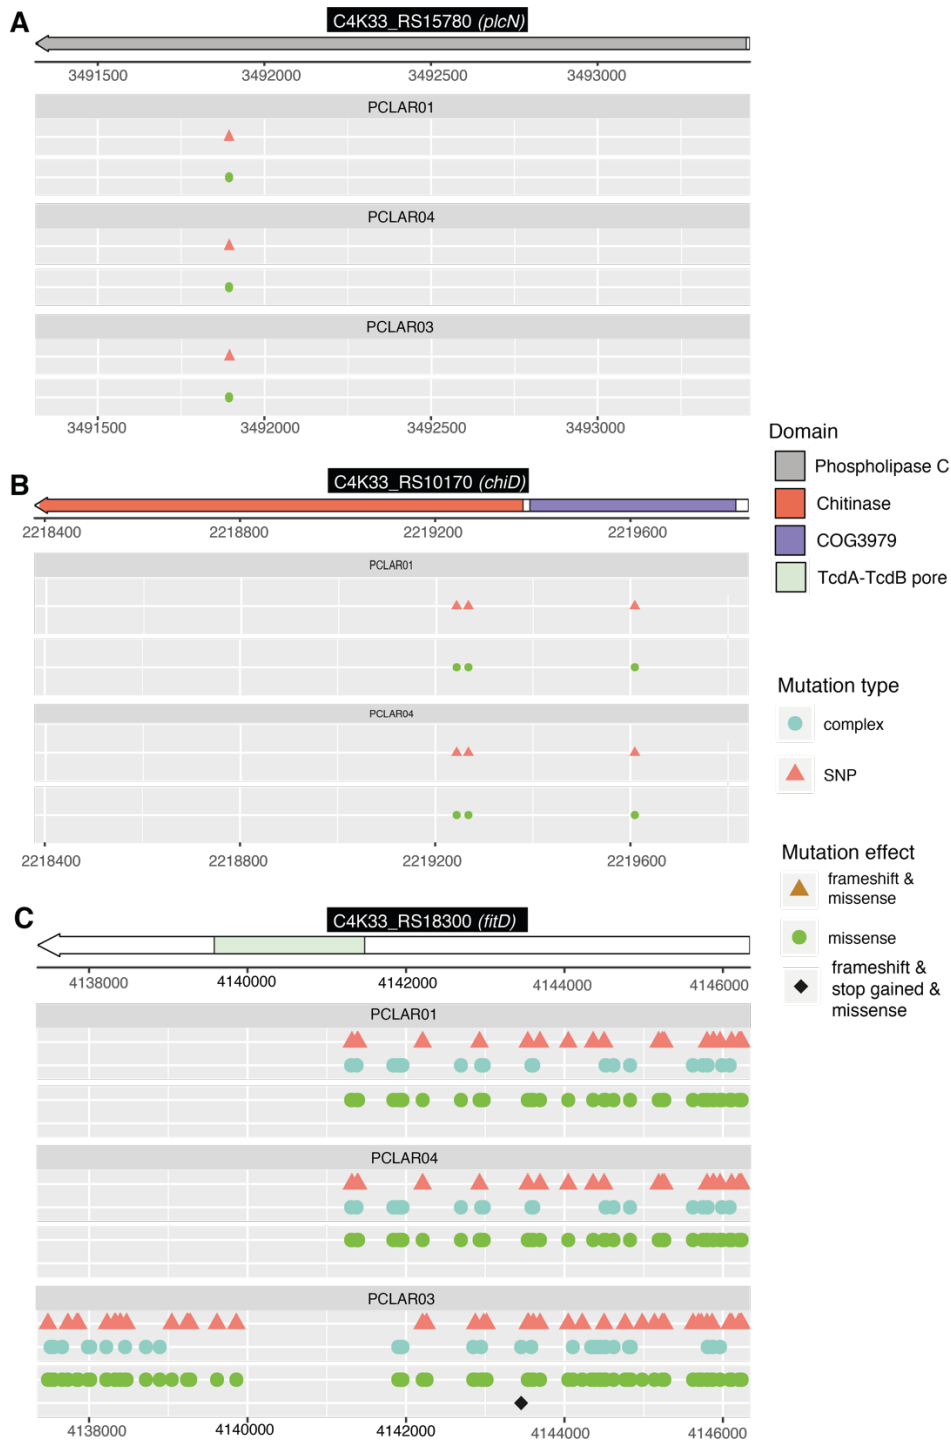 A
C4K33_RS15780 (plcN)
3491500 3492000 3492500 3493000
PCLAR01
PCLAR04
PCLAR03
3491500 3492000 3492500 3493000
B
C4K33_RS10170 (chiD)
2218400 2218800 2219200 2219600
PCLAR01
PCLAR04
2218400 2218800 2219200 2219600
C
C4K33_RS18300 (fitD)
4138000 4140000 4142000 4144000 4146000
PCLAR01
PCLAR04
PCLAR03
4138000 4140000 4142000 4144000 4146000
Domain
Phospholipase C
Chitinase
COG3979
TcdA-TcdB pore
Mutation type
complex
SNP
Mutation effect
frameshift &
missense
missense
frameshift &
stop gained &
missense